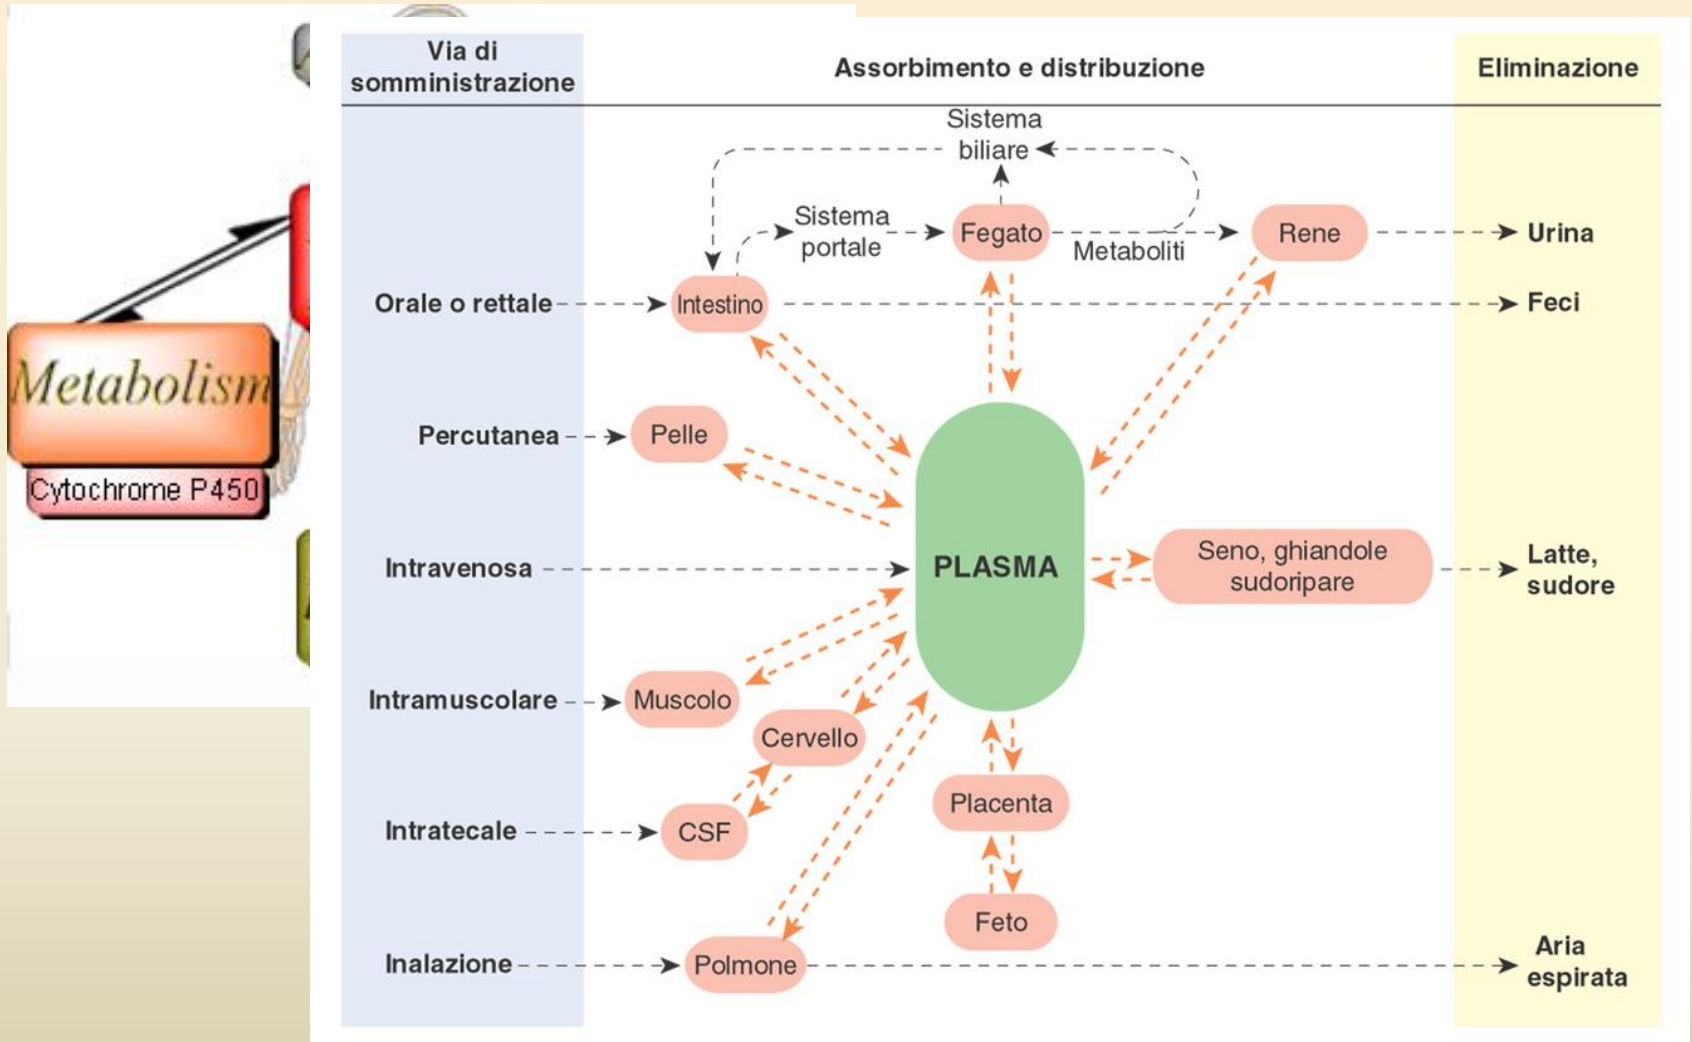 Via di
somministrazione
Assorbimento e distribuzione
Eliminazione
Sistema
biliare
Sistema
portale
Fegato
Metaboliti
Rene
Urina
Orale o rettale
Intestino
Feci
Metabolism
Cytochrome P450
Percutanea
Pelle
Intravenosa
PLASMA
Seno, ghiandole
sudoripare
Latte,
sudore
Intramuscolare
Muscolo
Cervello
Intratecale
CSF
Placenta
Feto
Inalazione
Polmone
Aria
espirata